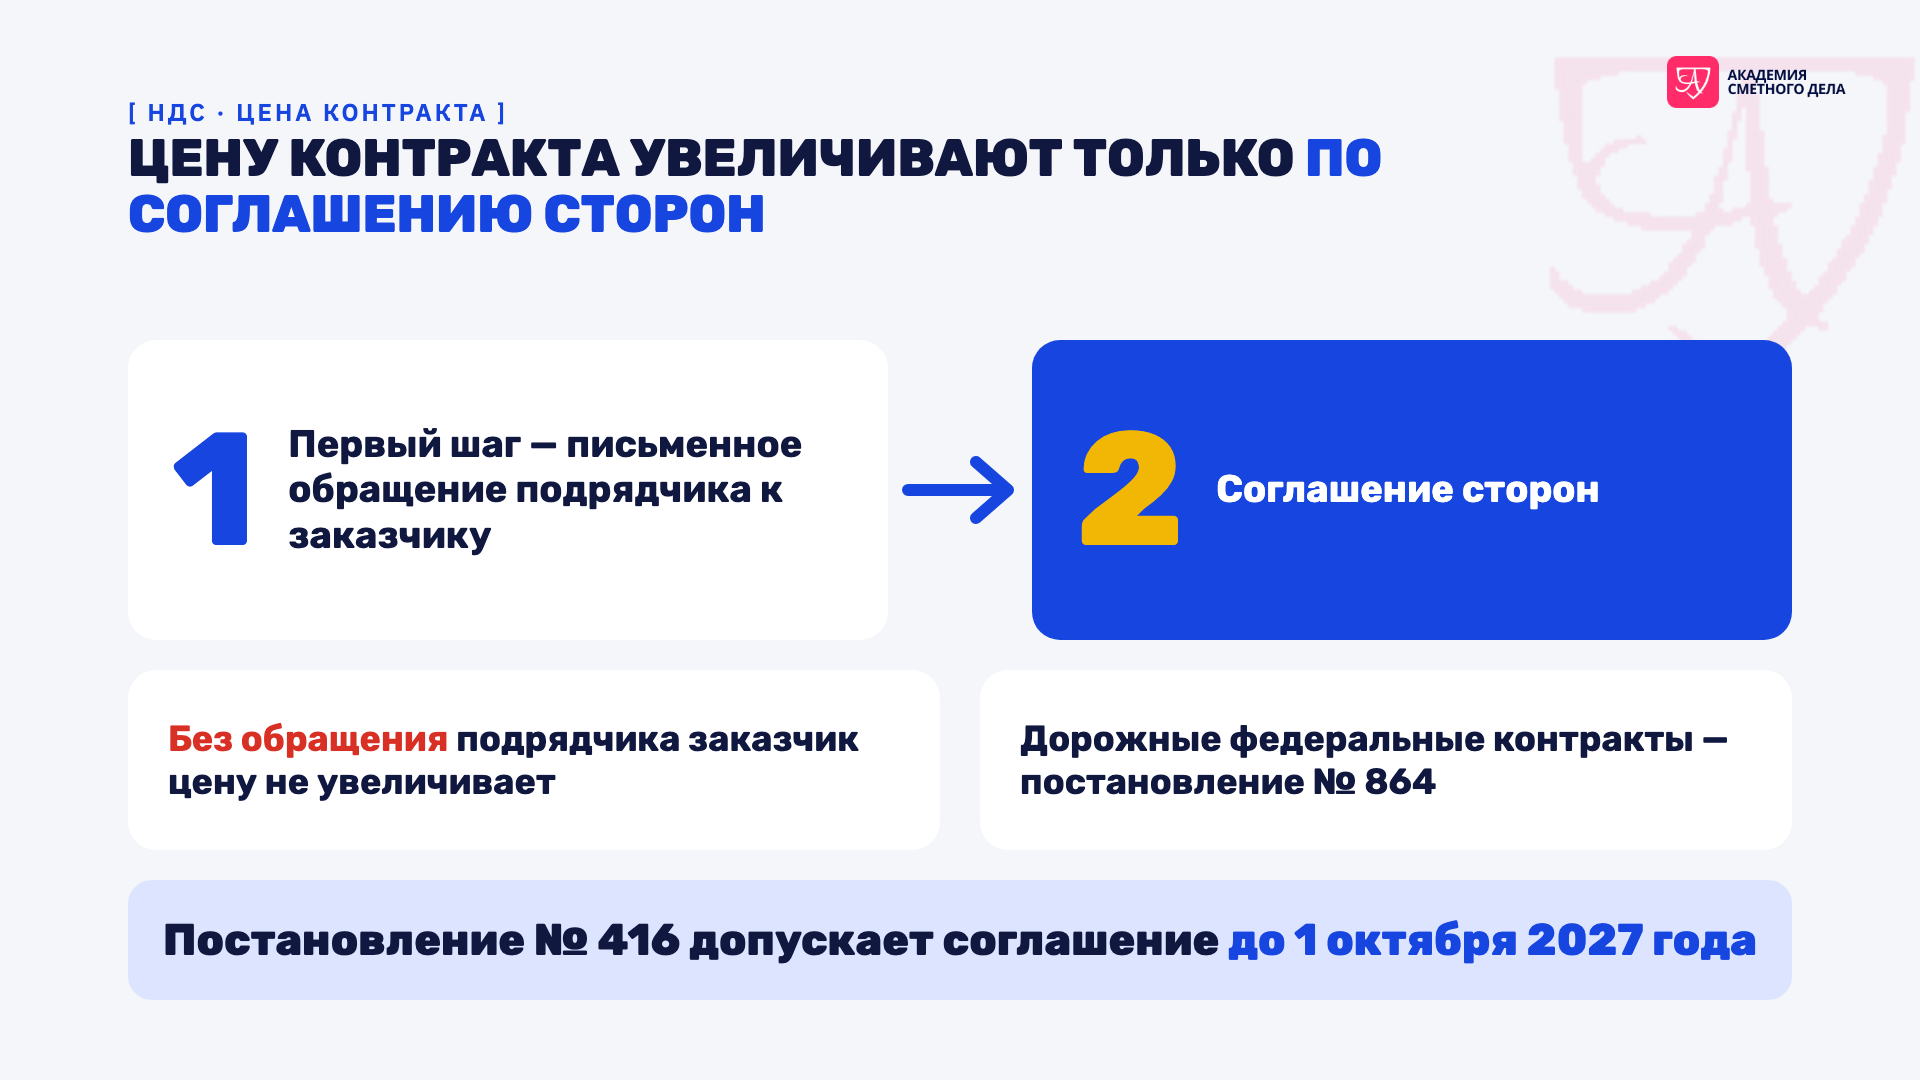 АКАДЕМИЯ
СМЕТНОГО ДЕЛА
[ НДС · ЦЕНА КОНТРАКТА ]
ЦЕНУ КОНТРАКТА УВЕЛИЧИВАЮТ ТОЛЬКО ПО
СОГЛАШЕНИЮ СТОРОН
1
Первый шаг — письменное
обращение подрядчика к
заказчику
2
Соглашение сторон
Без обращения подрядчика заказчик
цену не увеличивает
Дорожные федеральные контракты —
постановление № 864
Постановление № 416 допускает соглашение до 1 октября 2027 года